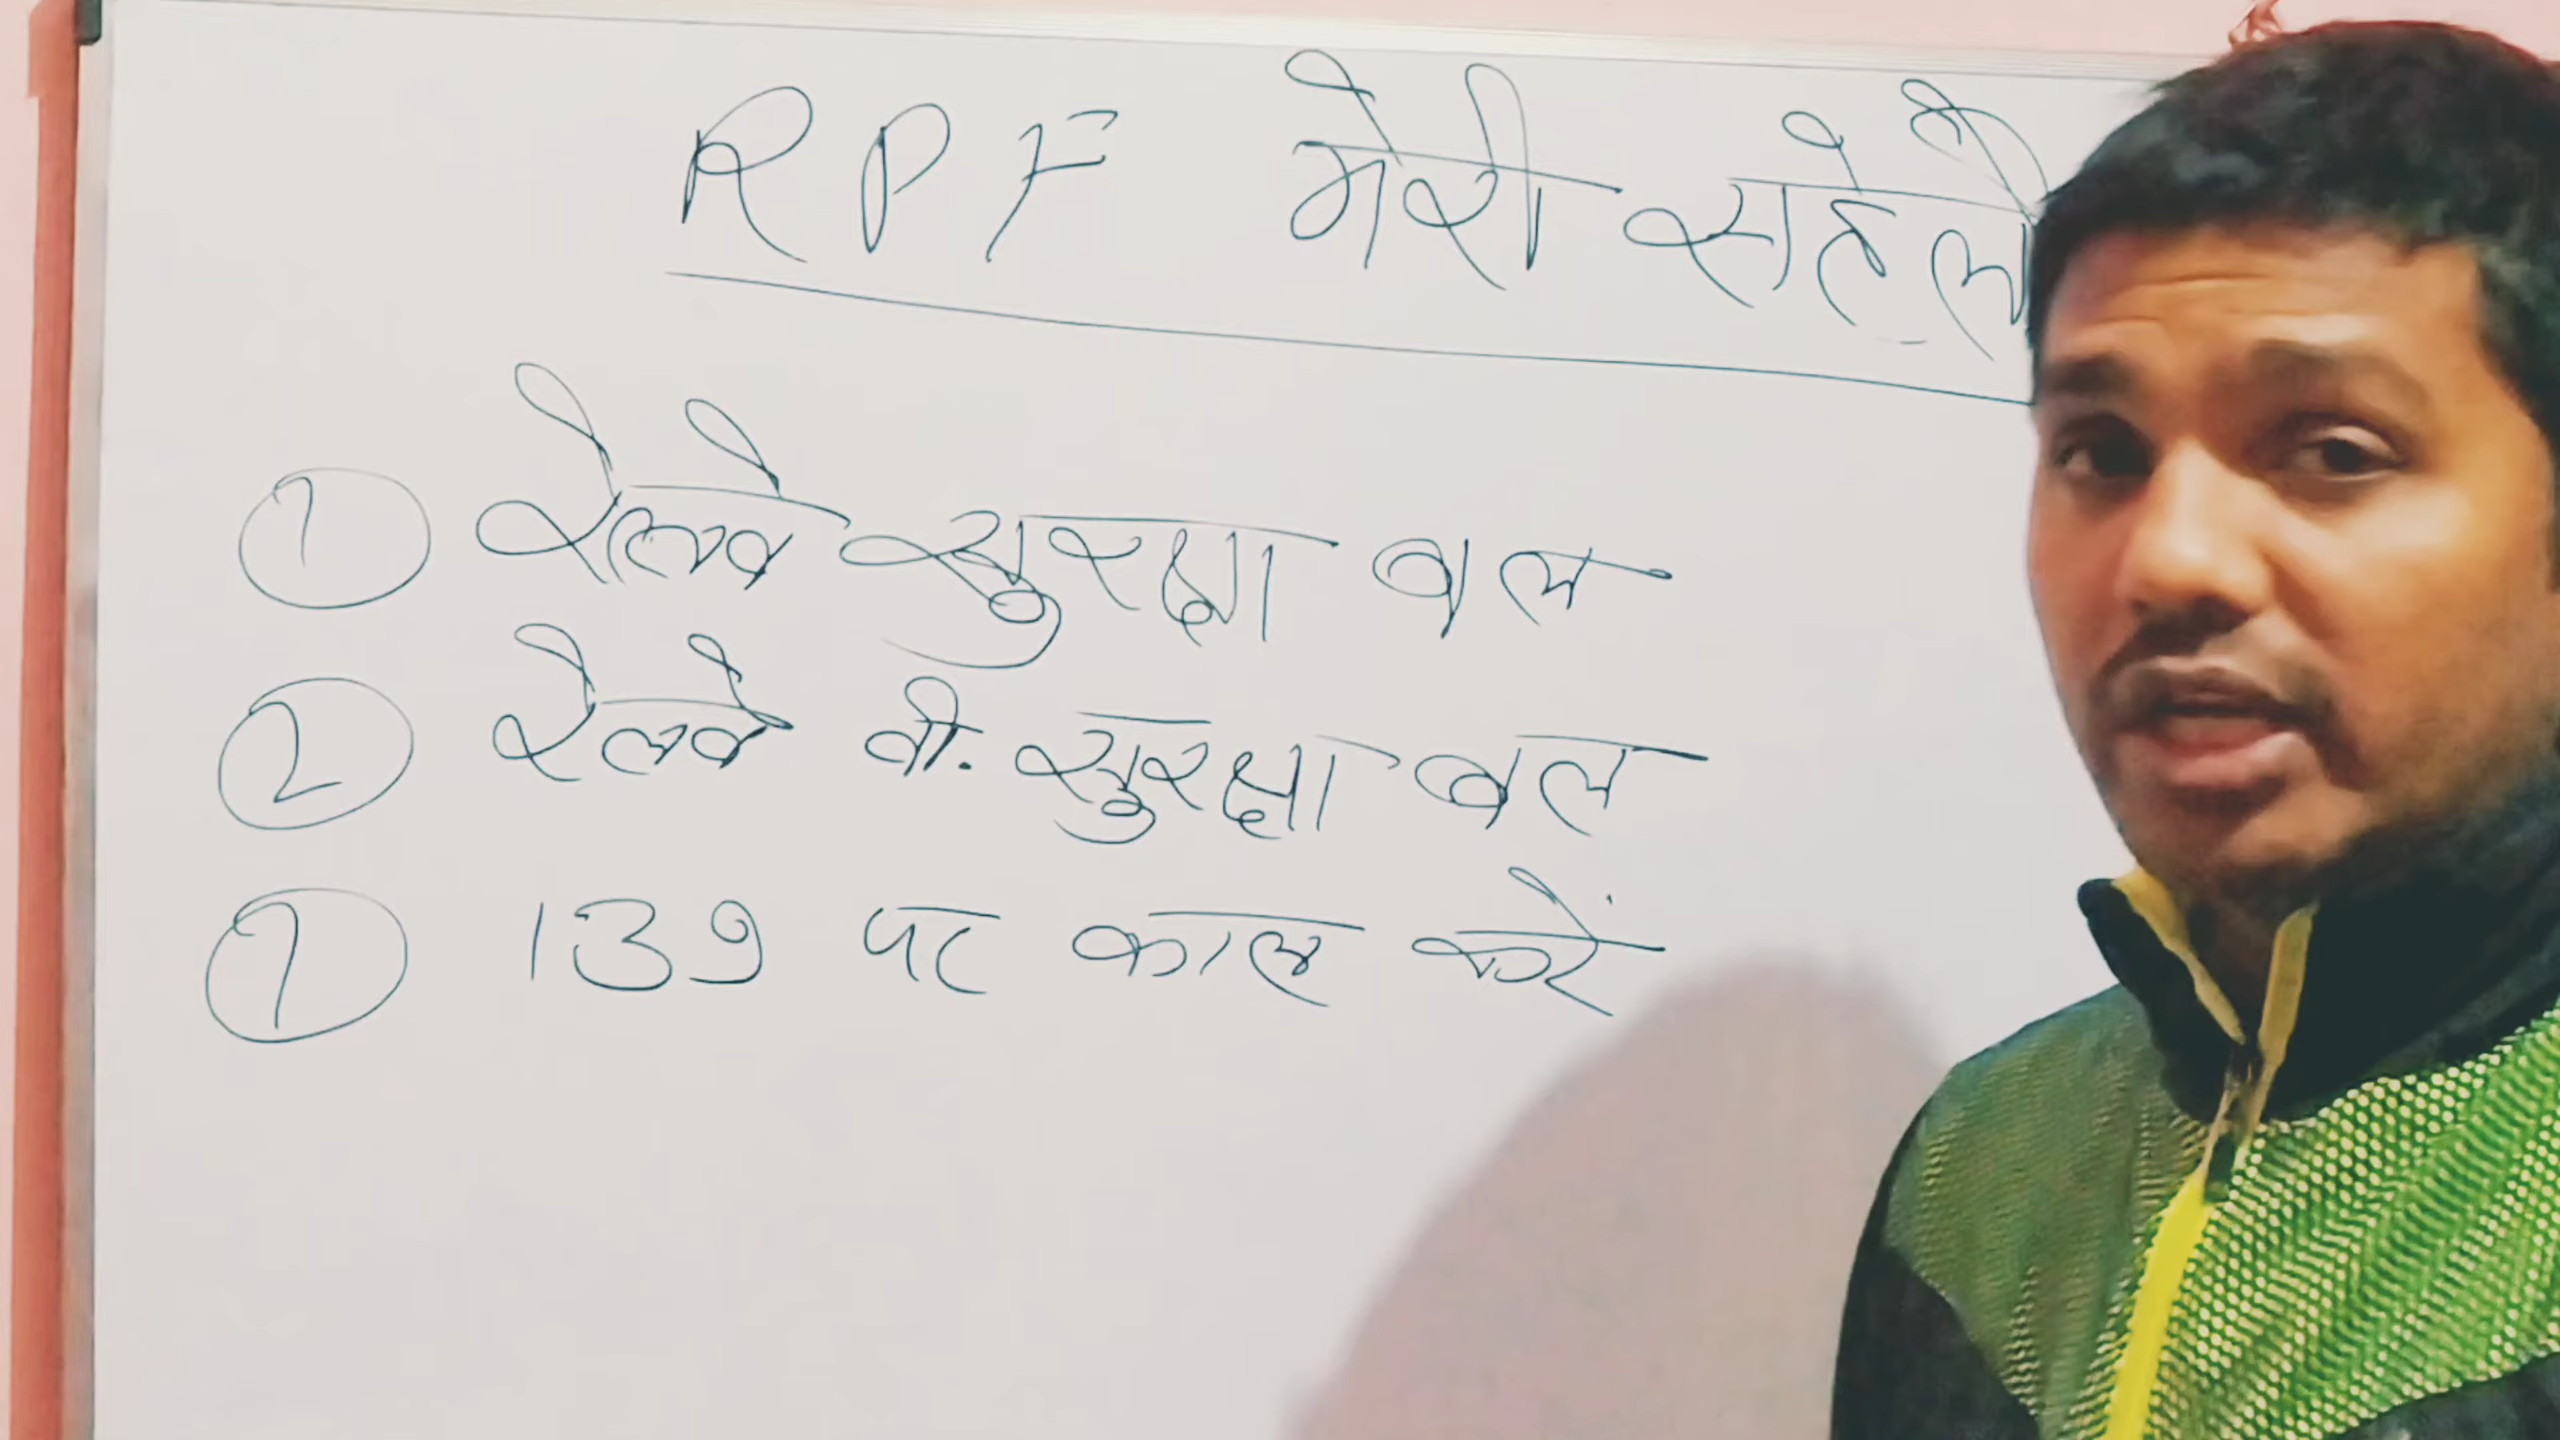 RPF मेरी सहेल
① रेलवे सुरक्षा बल
② रेलवे वी. सुरक्षा बल
① 139 पर काल करें